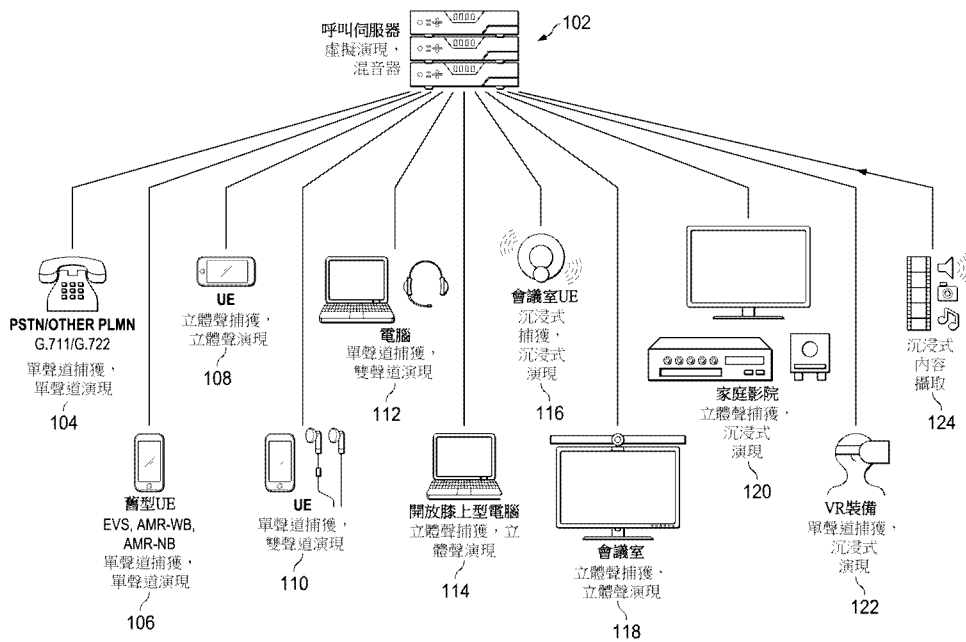 呼叫伺服器
虛擬演現，
混音器
102
PSTN/OTHER PLMN
G.711/G.722
單聲道捕獲，
單聲道演現
104
UE
立體聲捕獲，
立體聲演現
108
電腦
單聲道捕獲，
雙聲道演現
112
會議室UE
沉浸式
捕獲，
沉浸式
演現
116
家庭影院
立體聲捕獲，
沉浸式
演現
120
沉浸式
內容
攝取
124
舊型UE
EVS, AMR-WB,
AMR-NB
單聲道捕獲，
單聲道演現
106
UE
單聲道捕獲，
雙聲道演現
110
開放膝上型電腦
立體聲捕獲，立
體聲演現
114
會議室
立體聲捕獲，
立體聲演現
118
VR裝備
單聲道捕獲，
沉浸式
演現
122